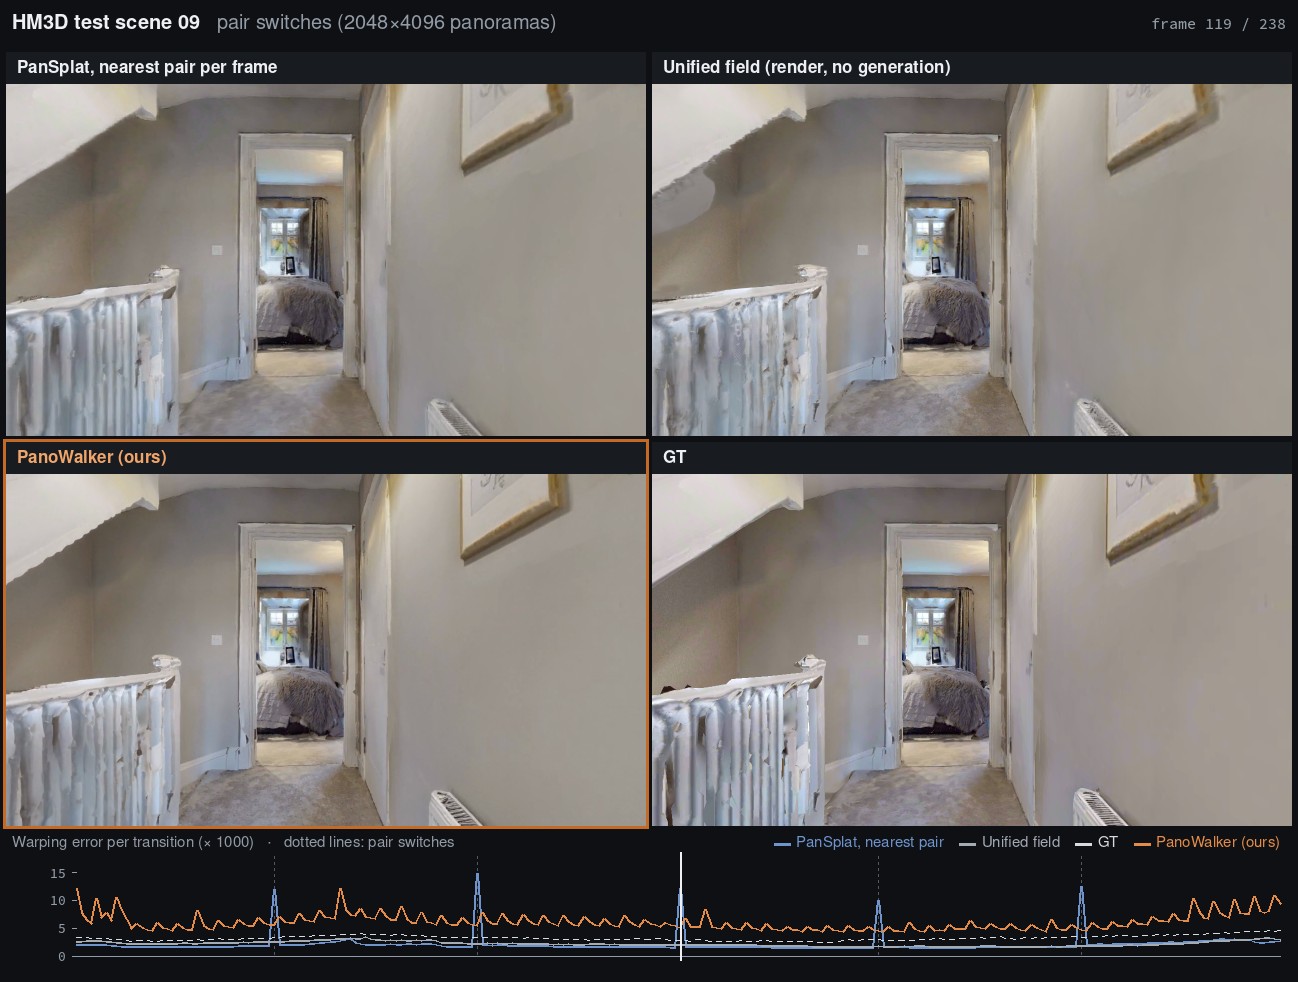 HM3D test scene 09 pair switches (2048×4096 panoramas) frame 119 / 238
PanSplat, nearest pair per frame
Unified field (render, no generation)
PanoWalker (ours)
GT
Warping error per transition (× 1000) · dotted lines: pair switches
PanSplat, nearest pair Unified field GT PanoWalker (ours)
15
10
5
0